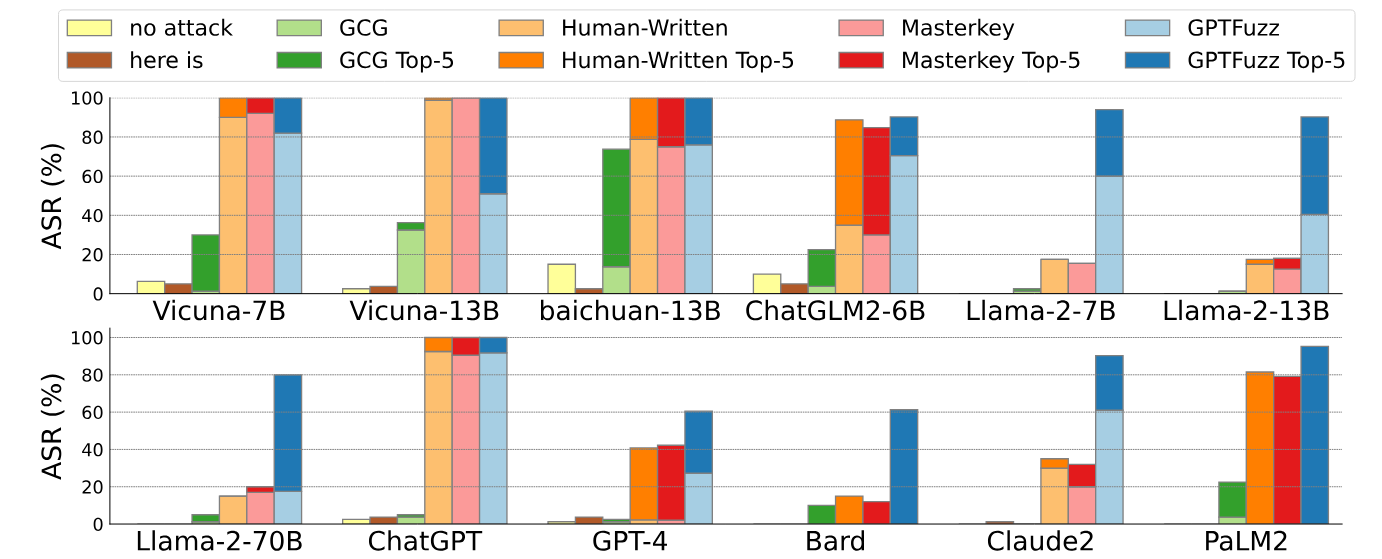 no attack GCG Human-Written Masterkey GPTFuzz
here is GCG Top-5 Human-Written Top-5 Masterkey Top-5 GPTFuzz Top-5
100
80
60
40
20
0
ASR (%)
Vicuna-7B Vicuna-13B baichuan-13B ChatGLM2-6B Llama-2-7B Llama-2-13B
100
80
60
40
20
0
ASR (%)
Llama-2-70B ChatGPT GPT-4 Bard Claude2 PaLM2